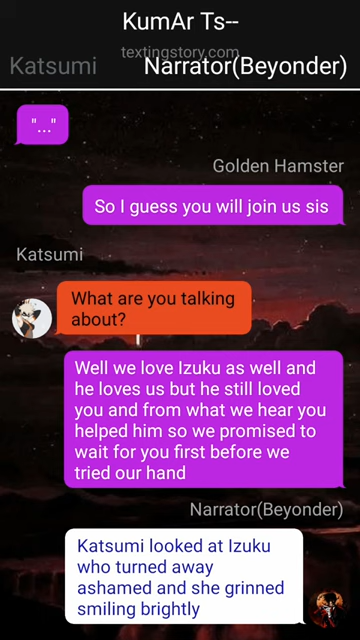 KumAr Ts--
textingstory.com
Katsumi Narrator(Beyonder)
"..."
Golden Hamster
So I guess you will join us sis
Katsumi
What are you talking
about?
Well we love Izuku as well and
he loves us but he still loved
you and from what we hear you
helped him so we promised to
wait for you first before we
tried our hand
Narrator(Beyonder)
Katsumi looked at Izuku
who turned away
ashamed and she grinned
smiling brightly